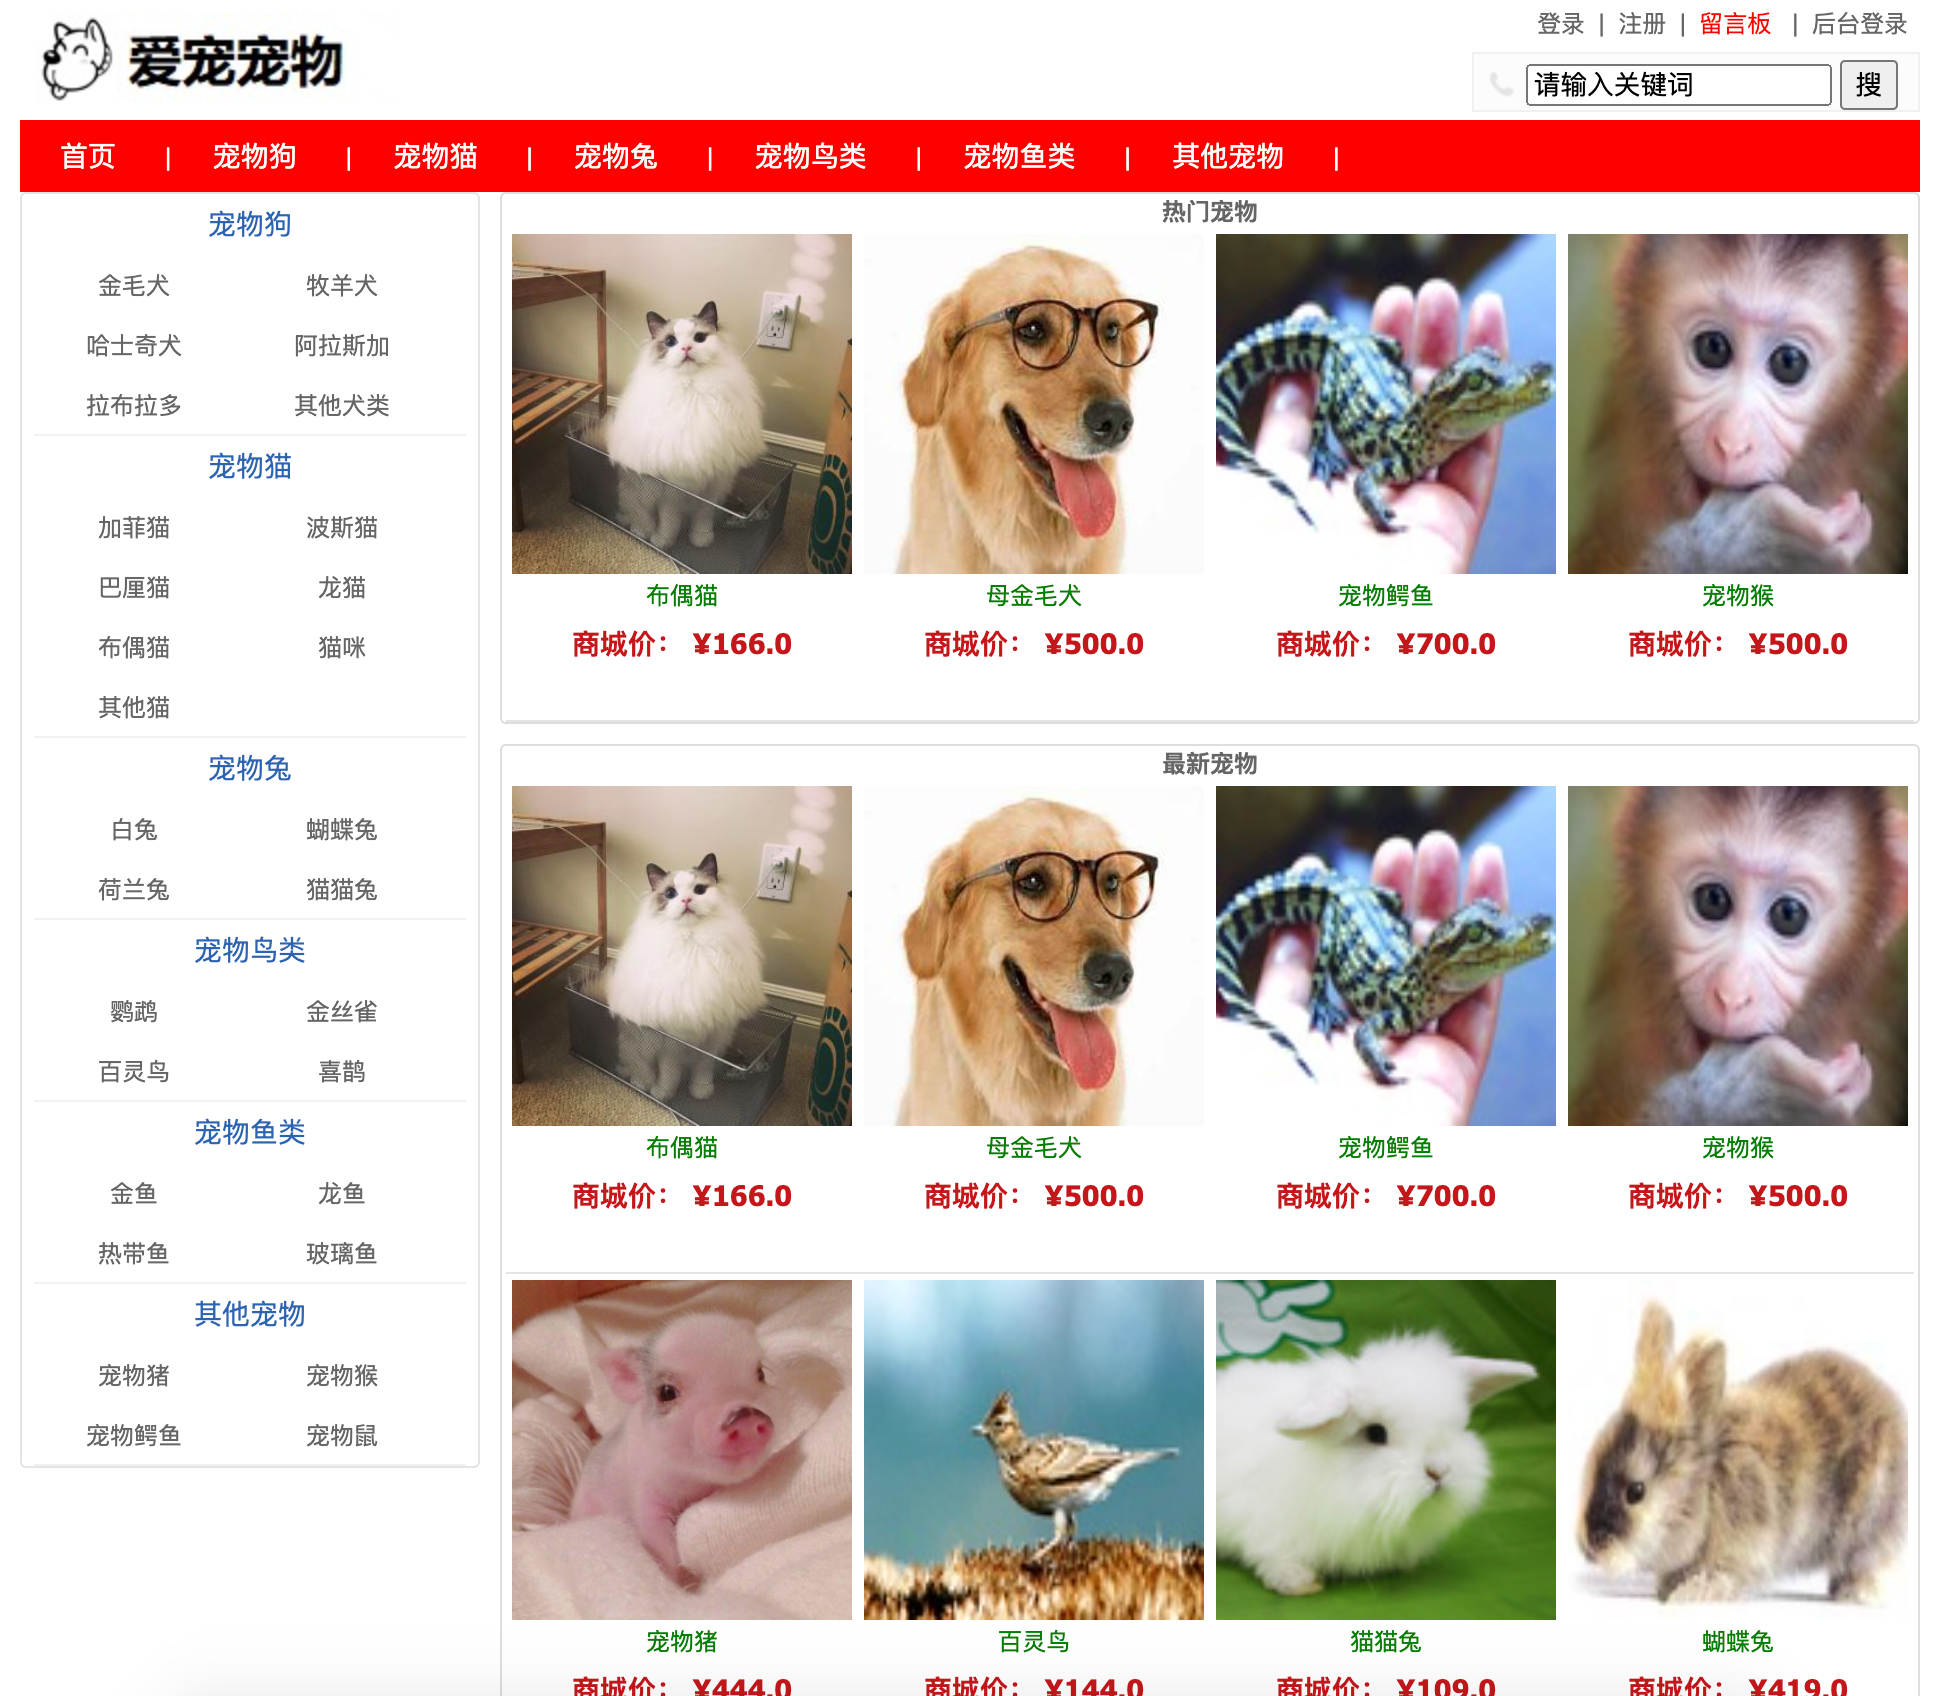 爱宠宠物
登录 | 注册 | 留言板 | 后台登录
请输入关键词 搜
首页 | 宠物狗 | 宠物猫 | 宠物兔 | 宠物鸟类 | 宠物鱼类 | 其他宠物 |
宠物狗
金毛犬 牧羊犬
哈士奇犬 阿拉斯加
拉布拉多 其他犬类
宠物猫
加菲猫 波斯猫
巴厘猫 龙猫
布偶猫 猫咪
其他猫
宠物兔
白兔 蝴蝶兔
荷兰兔 猫猫兔
宠物鸟类
鹦鹉 金丝雀
百灵鸟 喜鹊
宠物鱼类
金鱼 龙鱼
热带鱼 玻璃鱼
其他宠物
宠物猪 宠物猴
宠物鳄鱼 宠物鼠
热门宠物
布偶猫 母金毛犬 宠物鳄鱼 宠物猴
商城价： ¥166.0 商城价： ¥500.0 商城价： ¥700.0 商城价： ¥500.0
最新宠物
布偶猫 母金毛犬 宠物鳄鱼 宠物猴
商城价： ¥166.0 商城价： ¥500.0 商城价： ¥700.0 商城价： ¥500.0
宠物猪 百灵鸟 猫猫兔 蝴蝶兔
商城价： ¥444.0 商城价： ¥144.0 商城价： ¥109.0 商城价： ¥419.0